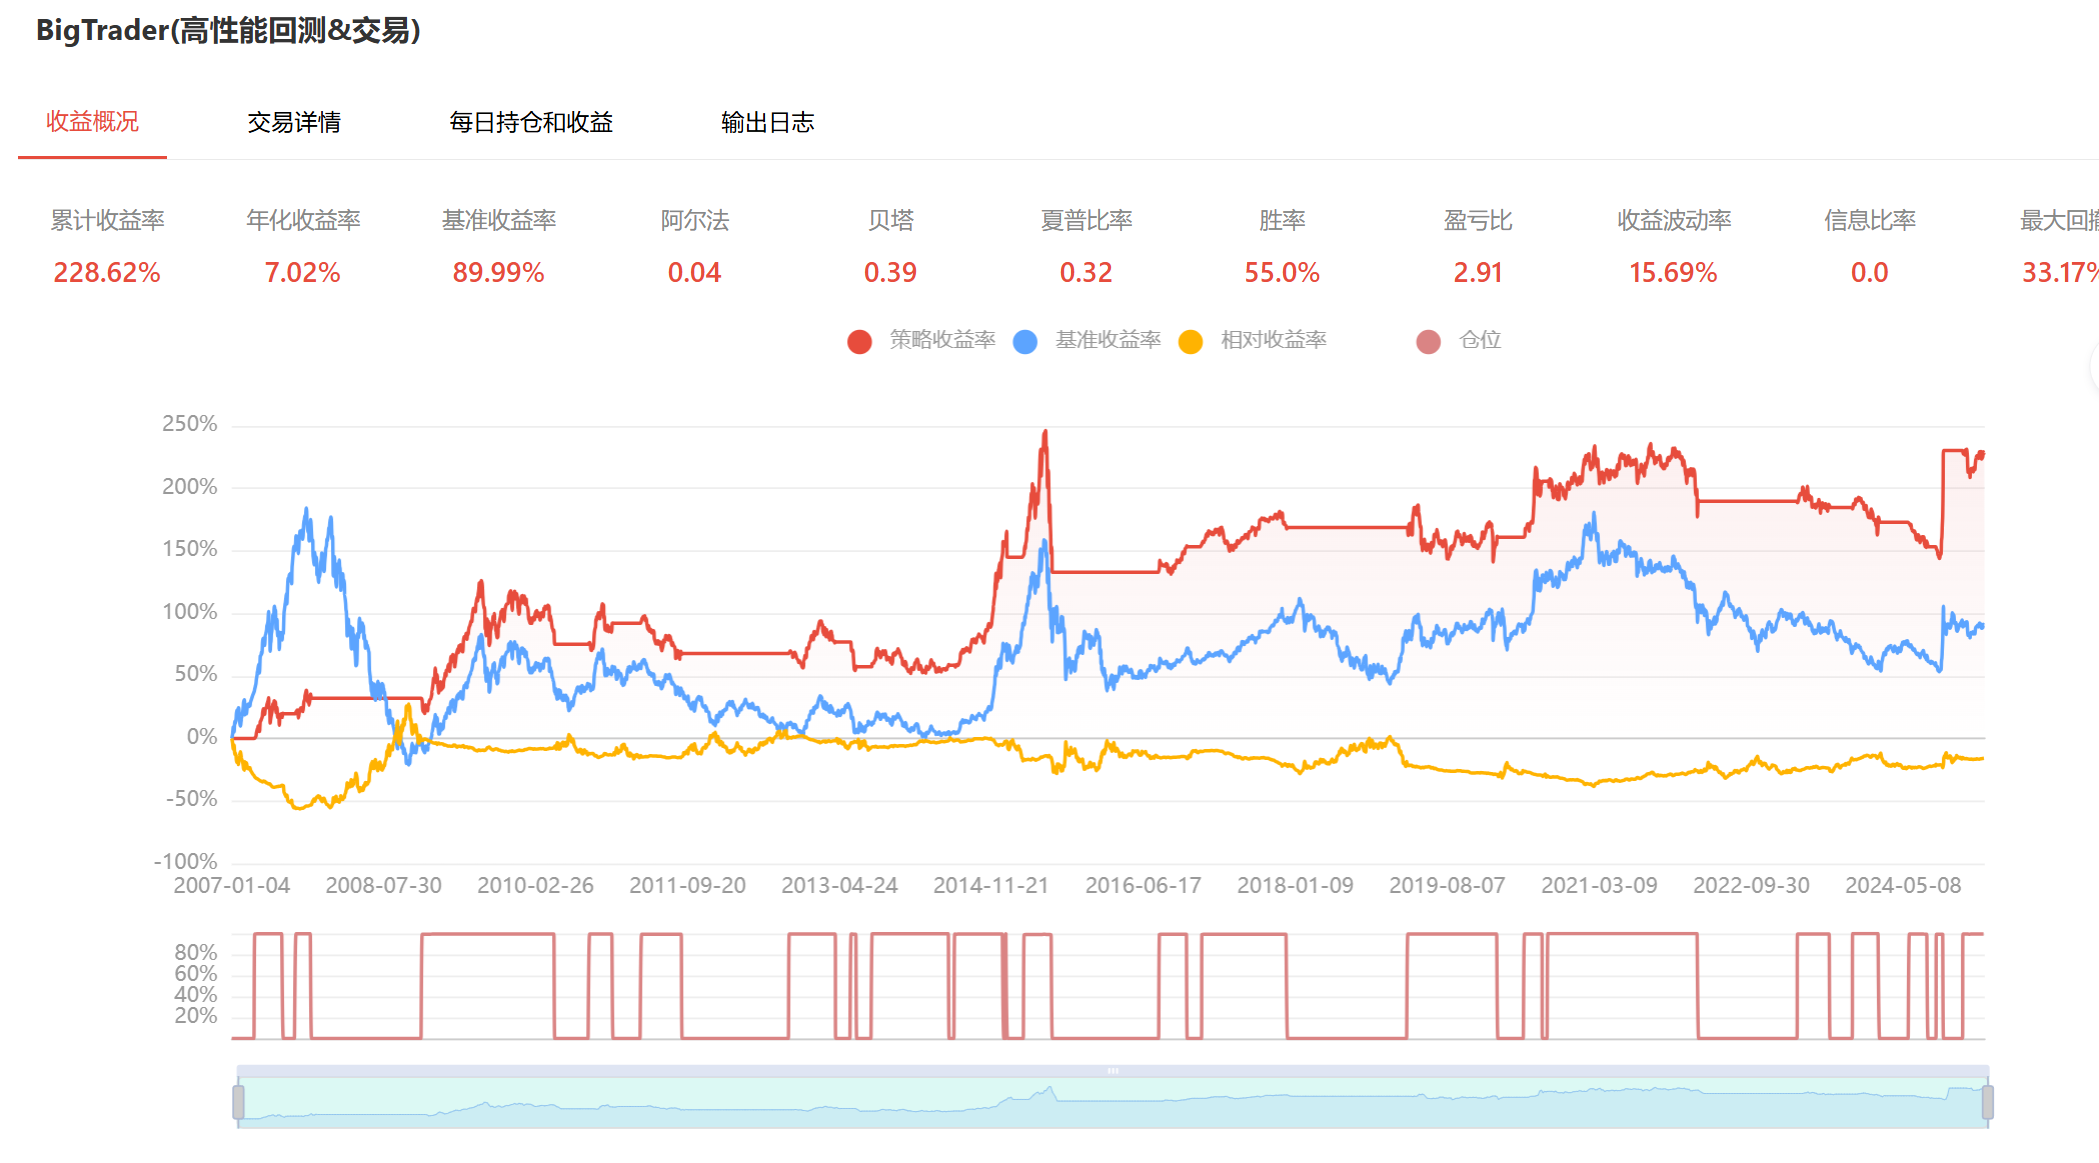 BigTrader(高性能回测&交易)
收益概况 交易详情 每日持仓和收益 输出日志
累计收益率 年化收益率 基准收益率 阿尔法 贝塔 夏普比率 胜率 盈亏比 收益波动率 信息比率 最大回撤
228.62% 7.02% 89.99% 0.04 0.39 0.32 55.0% 2.91 15.69% 0.0 33.17%
策略收益率 基准收益率 相对收益率 仓位
250%
200%
150%
100%
50%
0%
-50%
-100%
2007-01-04 2008-07-30 2010-02-26 2011-09-20 2013-04-24 2014-11-21 2016-06-17 2018-01-09 2019-08-07 2021-03-09 2022-09-30 2024-05-08
80%
60%
40%
20%